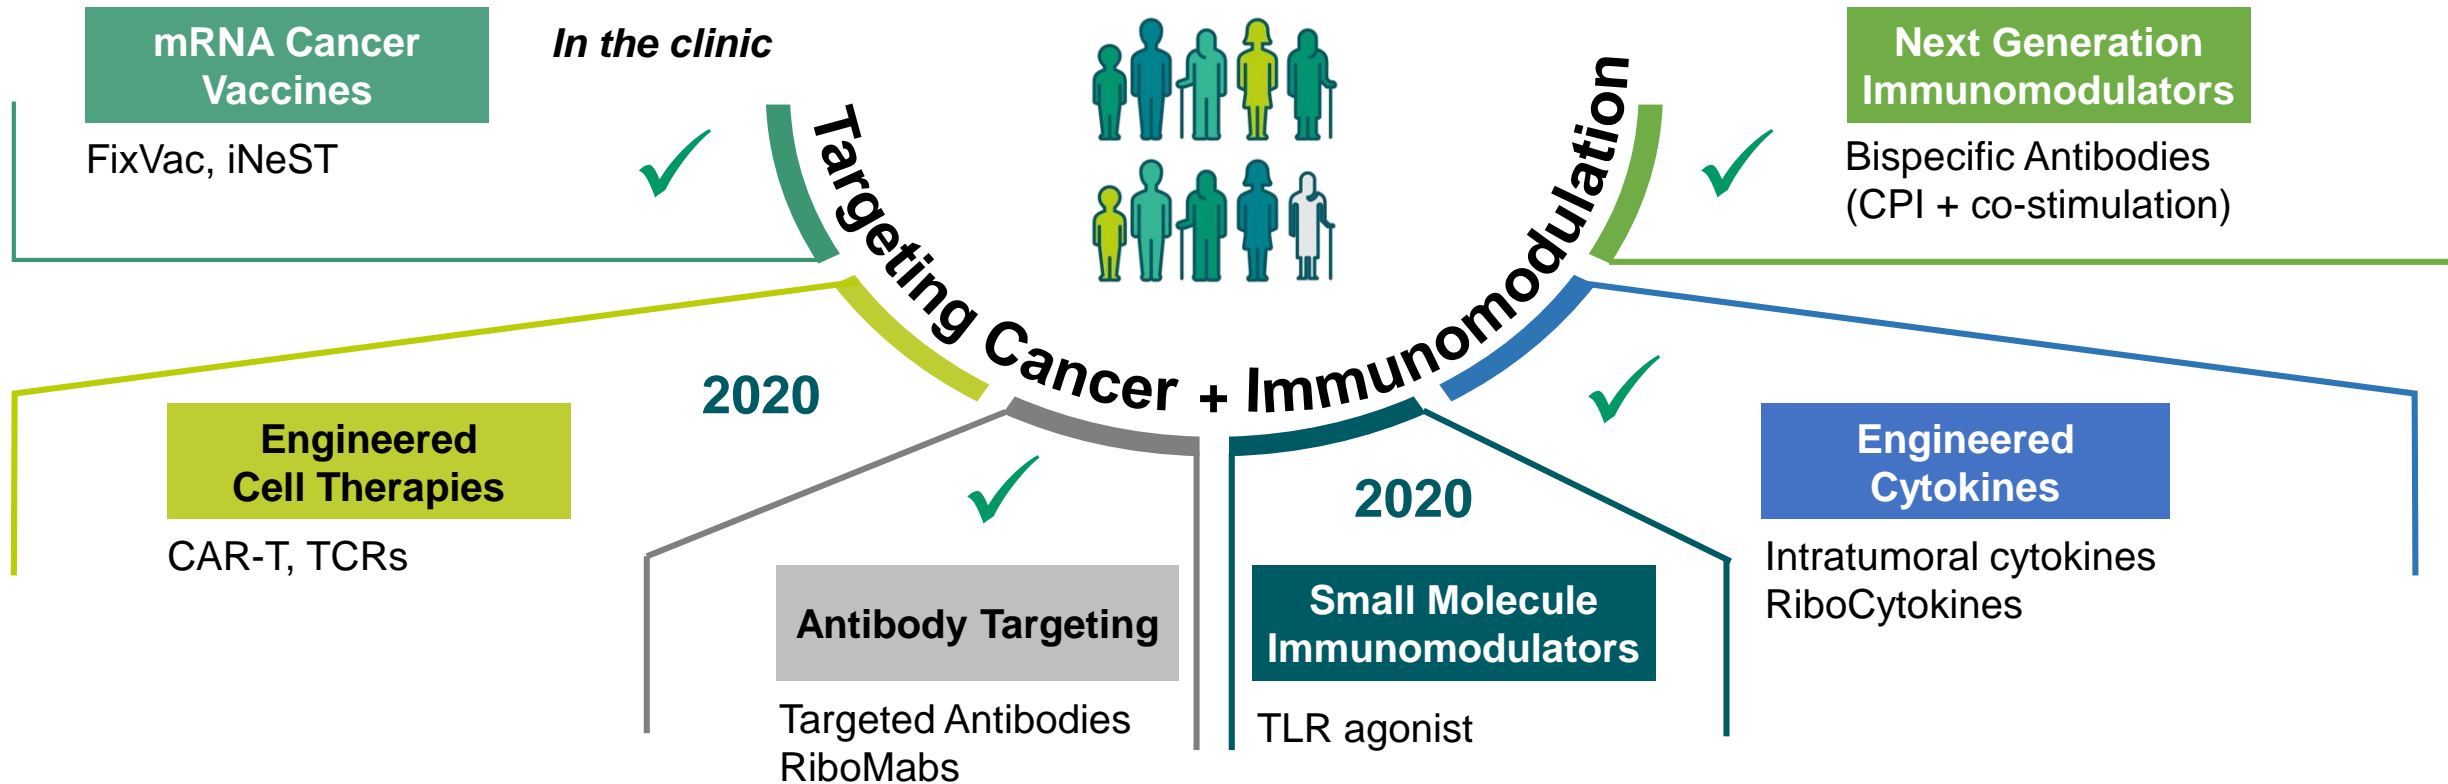 mRNA Cancer
Vaccines
FixVac, iNeST
In the clinic
Targeting Cancer + Immunomodulation
Next Generation
Immunomodulators
Bispecific Antibodies
(CPI + co-stimulation)
2020
Engineered
Cell Therapies
CAR-T, TCRs
Antibody Targeting
Targeted Antibodies
RiboMabs
2020
Small Molecule
Immunomodulators
TLR agonist
Engineered
Cytokines
Intratumoral cytokines
RiboCytokines